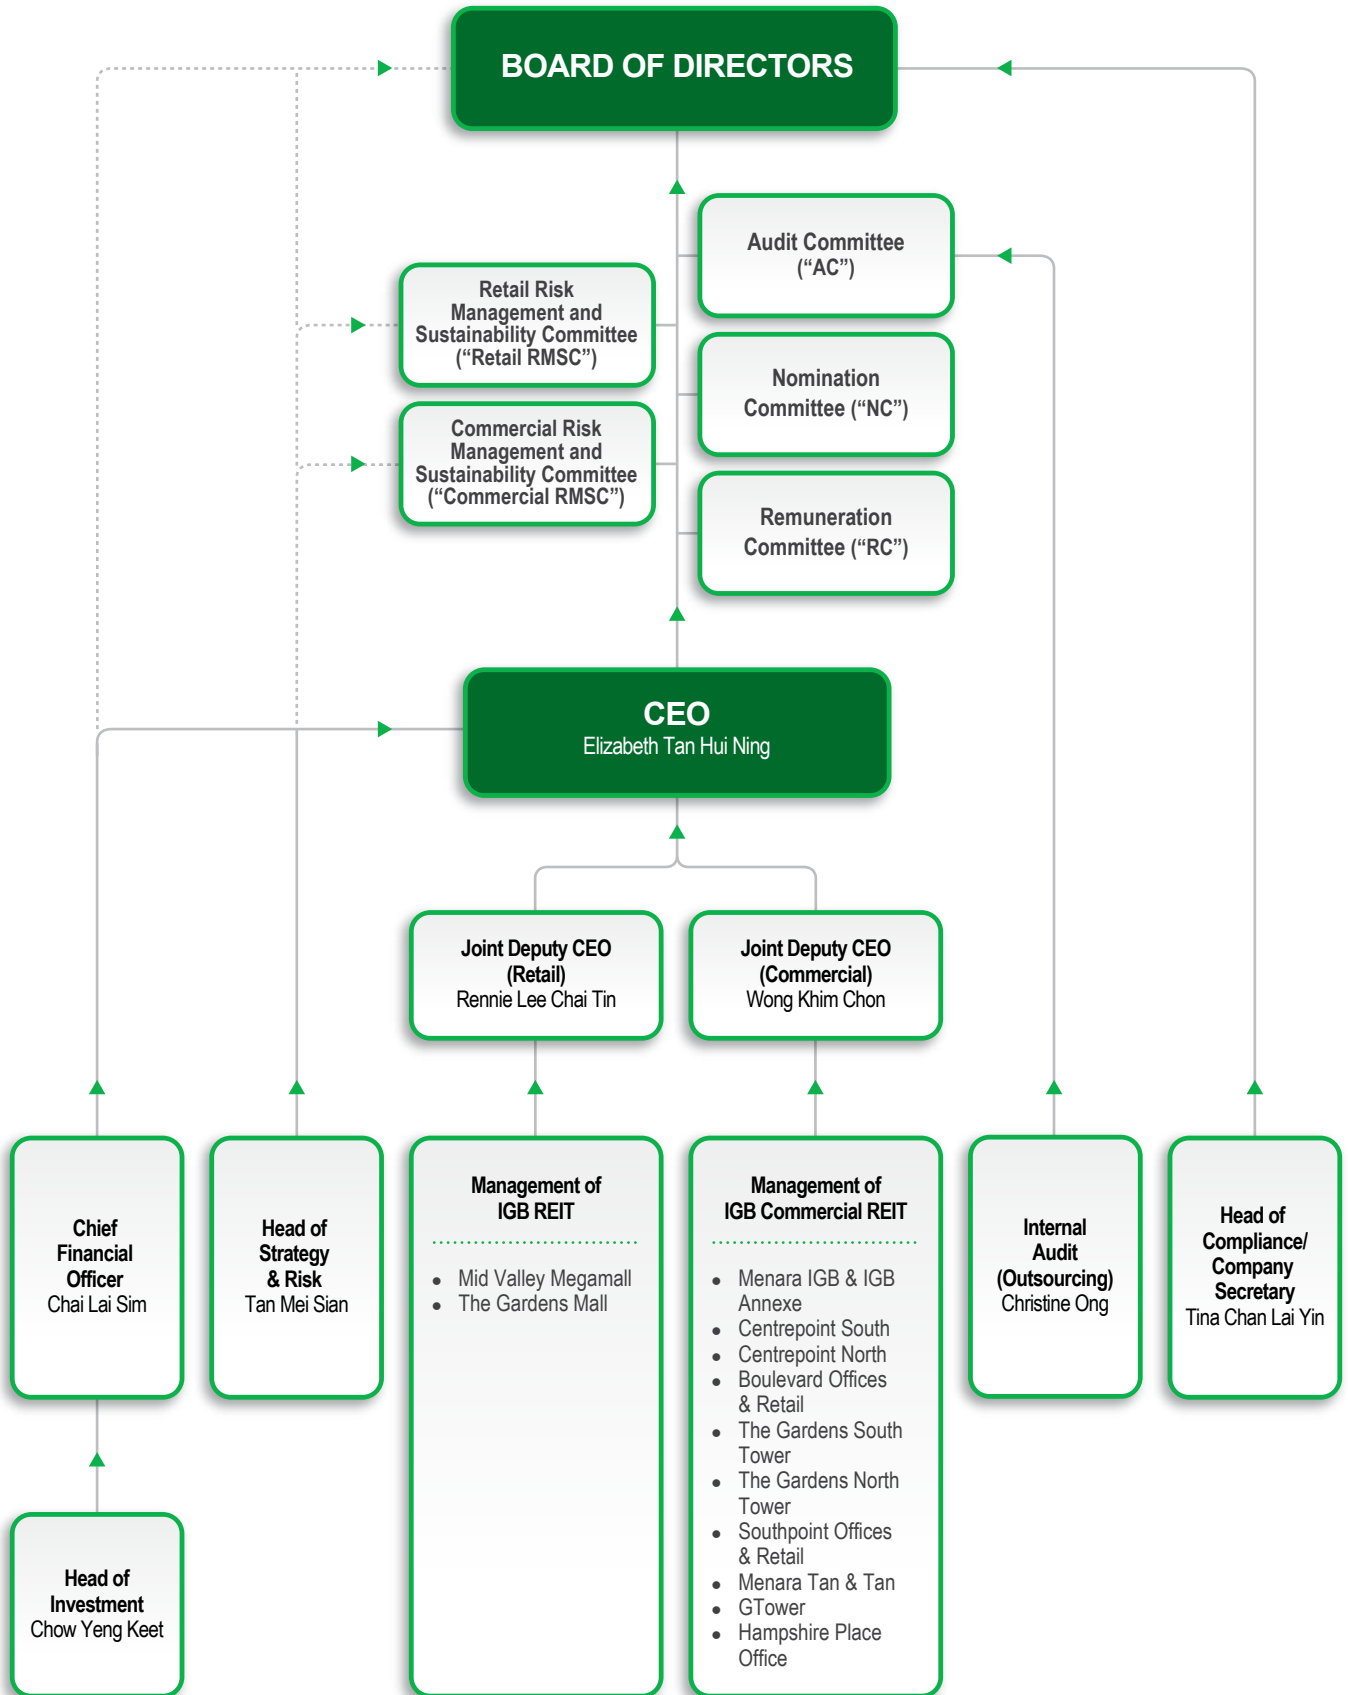 BOARD OF DIRECTORS
Audit Committee
(“AC”)
Retail Risk
Management and
Sustainability Committee
(“Retail RMSC”)
Nomination
Committee (“NC”)
Commercial Risk
Management and
Sustainability Committee
(“Commercial RMSC”)
Remuneration
Committee (“RC”)
CEO
Elizabeth Tan Hui Ning
Joint Deputy CEO
(Retail)
Rennie Lee Chai Tin
Joint Deputy CEO
(Commercial)
Wong Khim Chon
Chief
Financial
Officer
Chai Lai Sim
Head of
Strategy
& Risk
Tan Mei Sian
Management of
IGB REIT
● Mid Valley Megamall
● The Gardens Mall
Management of
IGB Commercial REIT
● Menara IGB & IGB
Annexe
● Centrepoint South
● Centrepoint North
● Boulevard Offices
& Retail
● The Gardens South
Tower
● The Gardens North
Tower
● Southpoint Offices
& Retail
● Menara Tan & Tan
● GTower
● Hampshire Place
Office
Internal
Audit
(Outsourcing)
Christine Ong
Head of
Compliance/
Company
Secretary
Tina Chan Lai Yin
Head of
Investment
Chow Yeng Keet